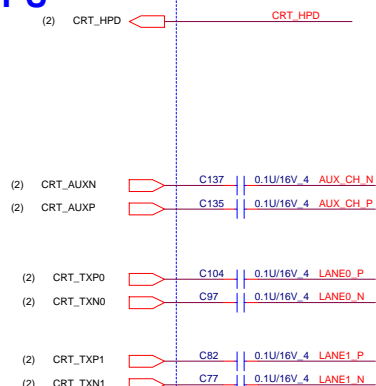 (2) CRT_HPD CRT_HPD
(2) CRT_AUXN C137 0.1U/16V_4 AUX_CH_N
(2) CRT_AUXP C135 0.1U/16V_4 AUX_CH_P
(2) CRT_TXP0 C104 0.1U/16V_4 LANE0_P
(2) CRT_TXN0 C97 0.1U/16V_4 LANE0_N
(2) CRT_TXP1 C82 0.1U/16V_4 LANE1_P
(2) CRT_TXN1 C77 0.1U/16V_4 LANE1_N